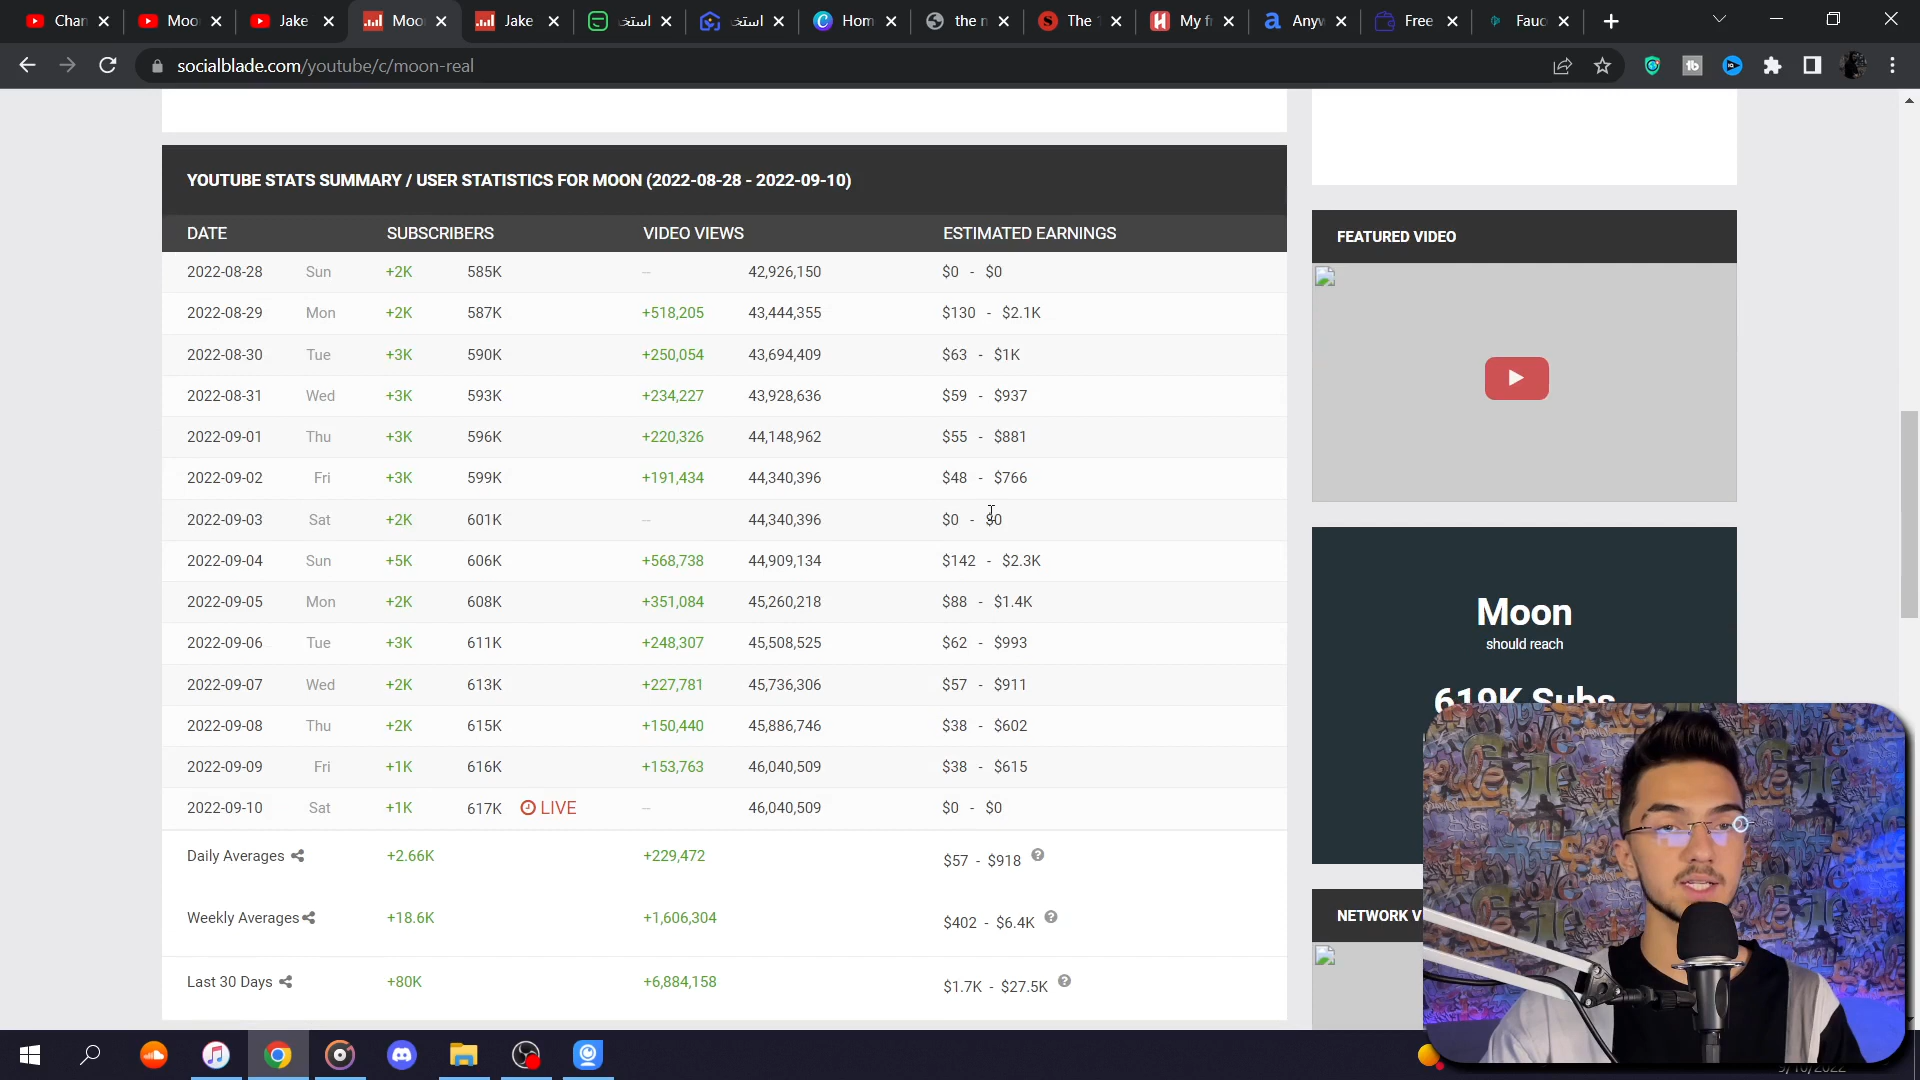 Chan
Moo
Jake
Moo
Jake
استخ
استخ
Hom
the n
The
My f
Anyw
Free
Fauc
socialblade.com/youtube/c/moon-real
YOUTUBE STATS SUMMARY / USER STATISTICS FOR MOON (2022-08-28 - 2022-09-10)
DATE SUBSCRIBERS VIDEO VIEWS ESTIMATED EARNINGS
2022-08-28 Sun +2K 585K -- 42,926,150 $0 - $0
2022-08-29 Mon +2K 587K +518,205 43,444,355 $130 - $2.1K
2022-08-30 Tue +3K 590K +250,054 43,694,409 $63 - $1K
2022-08-31 Wed +3K 593K +234,227 43,928,636 $59 - $937
2022-09-01 Thu +3K 596K +220,326 44,148,962 $55 - $881
2022-09-02 Fri +3K 599K +191,434 44,340,396 $48 - $766
2022-09-03 Sat +2K 601K -- 44,340,396 $0 - $0
2022-09-04 Sun +5K 606K +568,738 44,909,134 $142 - $2.3K
2022-09-05 Mon +2K 608K +351,084 45,260,218 $88 - $1.4K
2022-09-06 Tue +3K 611K +248,307 45,508,525 $62 - $993
2022-09-07 Wed +2K 613K +227,781 45,736,306 $57 - $911
2022-09-08 Thu +2K 615K +150,440 45,886,746 $38 - $602
2022-09-09 Fri +1K 616K +153,763 46,040,509 $38 - $615
2022-09-10 Sat +1K 617K LIVE -- 46,040,509 $0 - $0
Daily Averages +2.66K +229,472 $57 - $918
Weekly Averages +18.6K +1,606,304 $402 - $6.4K
Last 30 Days +80K +6,884,158 $1.7K - $27.5K
FEATURED VIDEO
Moon
should reach
619K Subs
NETWORK V
9/10/2022